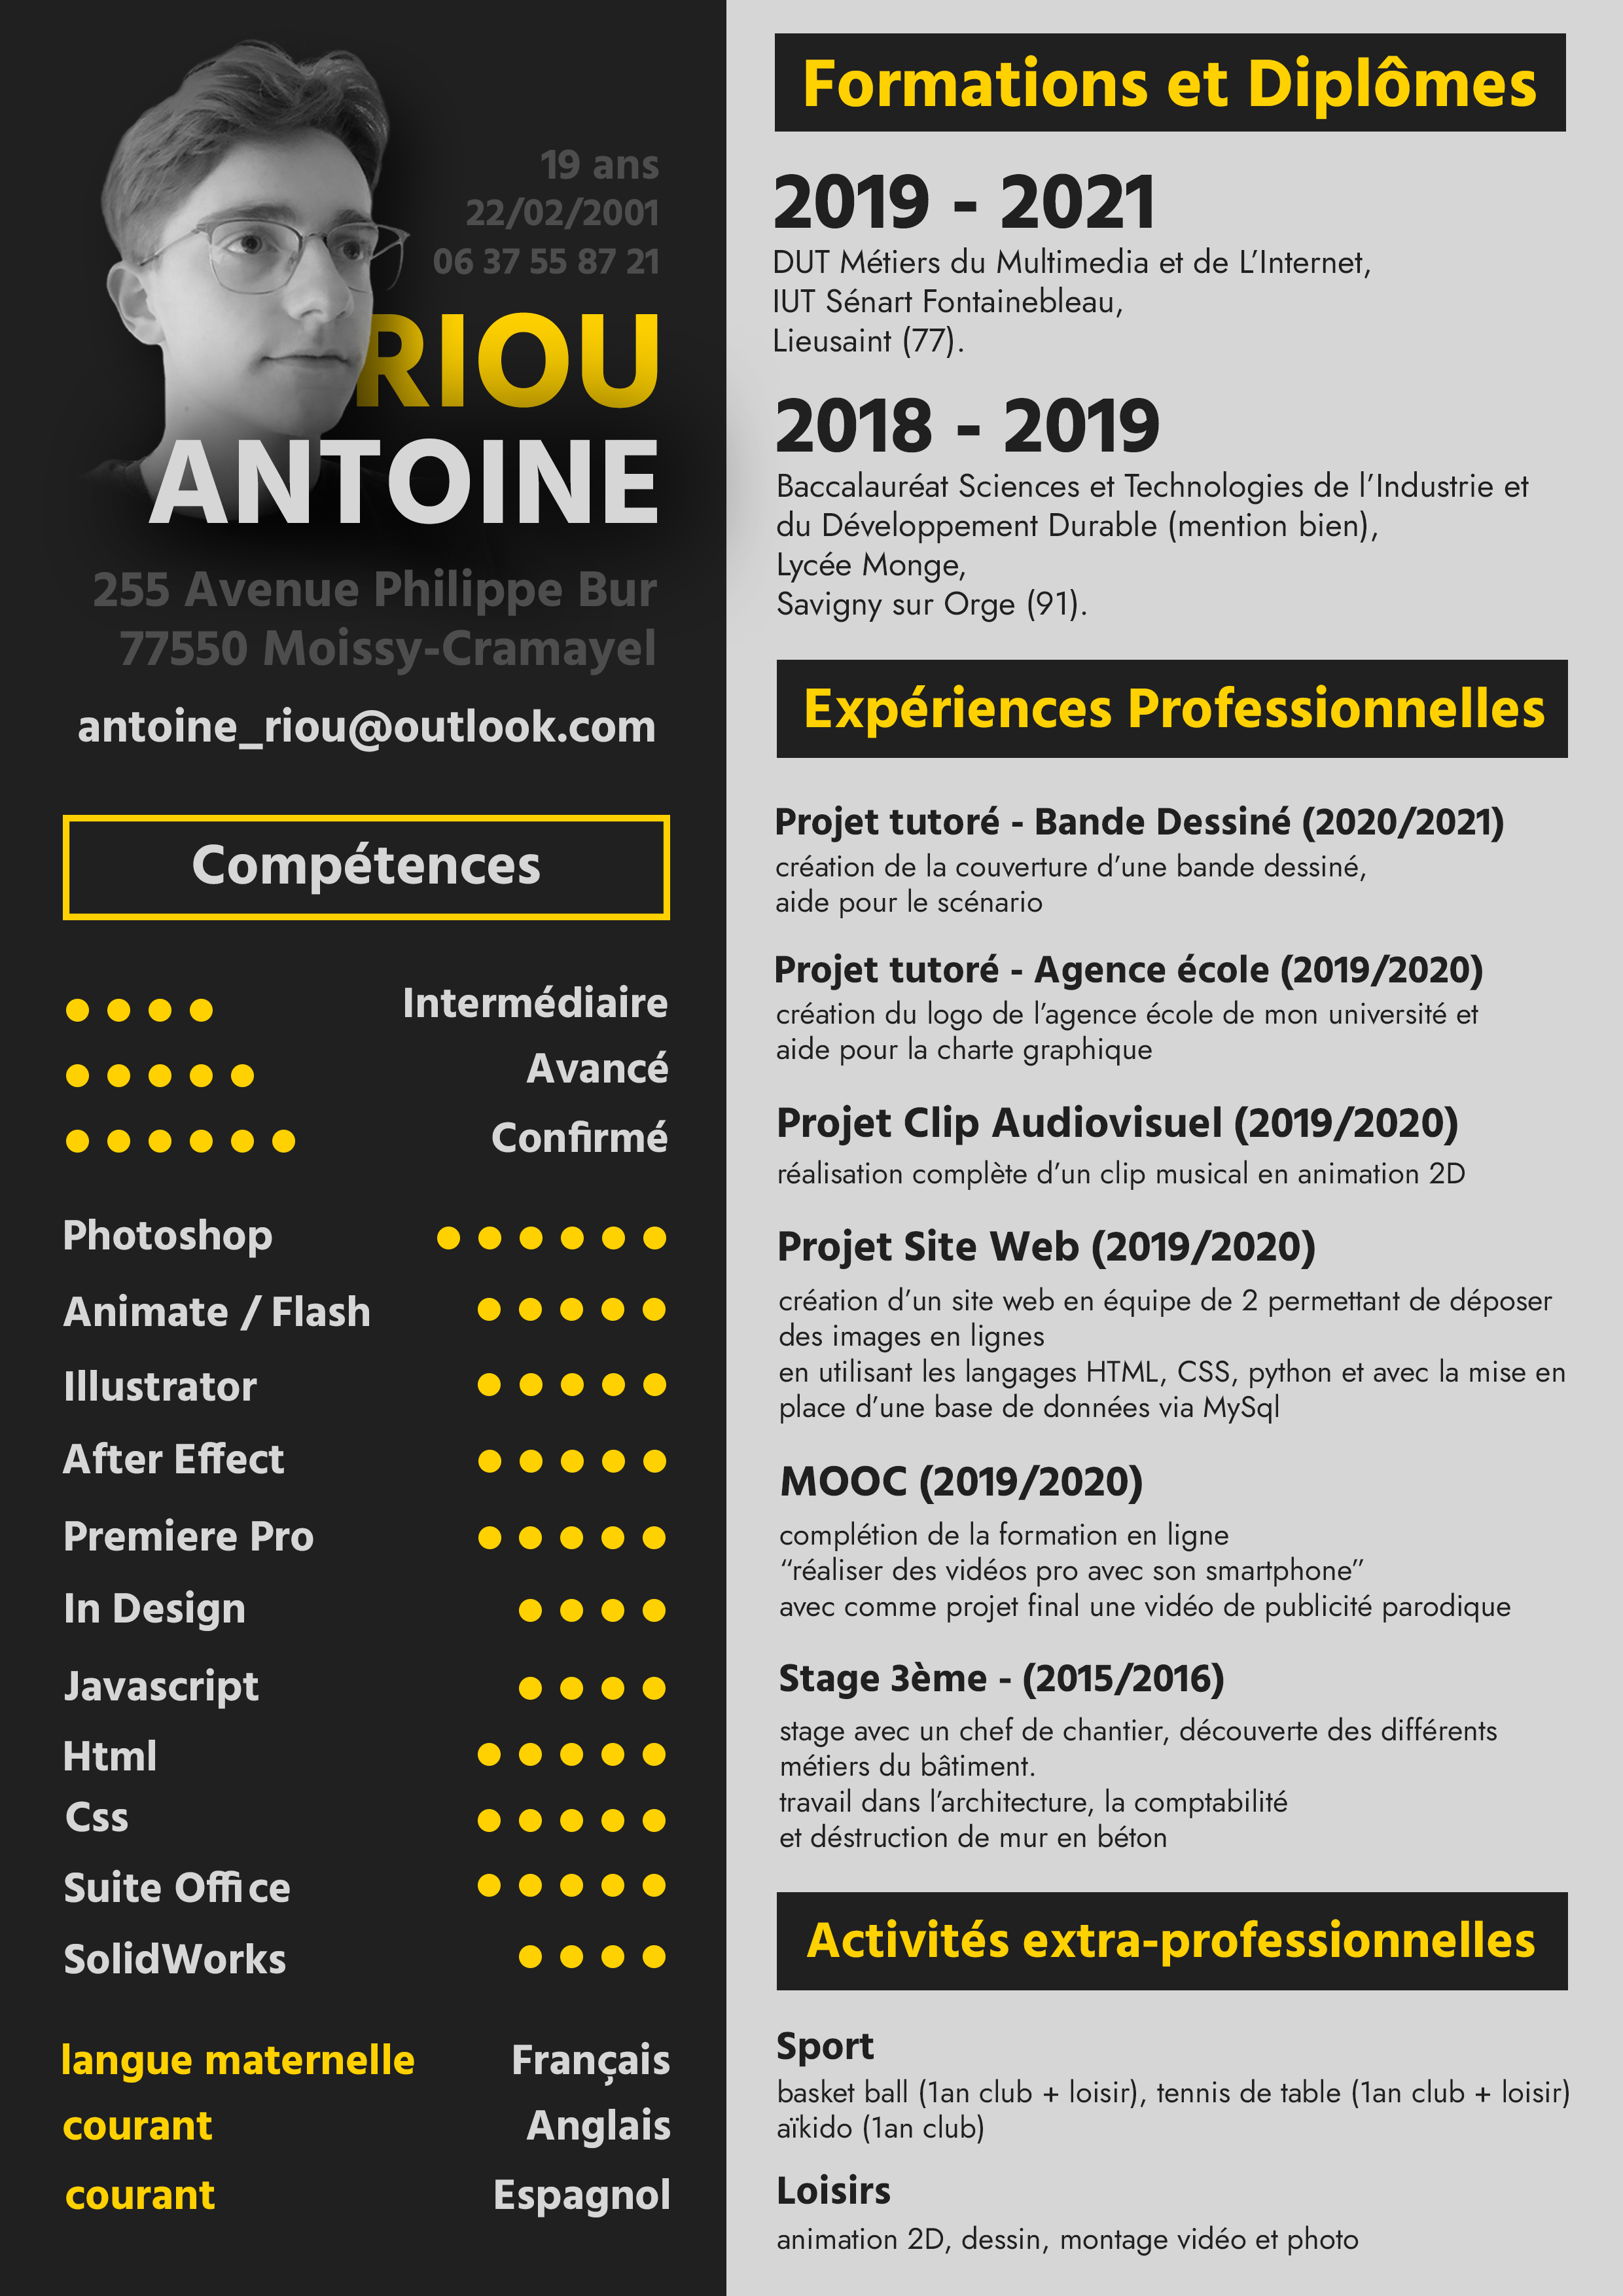 19 ans
22/02/2001
06 37 55 87 21
RIOU
ANTOINE
255 Avenue Philippe Bur
77550 Moissy-Cramayel
antoine_riou@outlook.com
Compétences
Intermédiaire
Avancé
Confirmé
Photoshop
Animate / Flash
Illustrator
After Effect
Premiere Pro
In Design
Javascript
Html
Css
Suite Office
SolidWorks
langue maternelle Français
courant Anglais
courant Espagnol
Formations et Diplômes
2019 - 2021
DUT Métiers du Multimedia et de L’Internet,
IUT Sénart Fontainebleau,
Lieusaint (77).
2018 - 2019
Baccalauréat Sciences et Technologies de l’Industrie et
du Développement Durable (mention bien),
Lycée Monge,
Savigny sur Orge (91).
Expériences Professionnelles
Projet tutoré - Bande Dessiné (2020/2021)
création de la couverture d’une bande dessiné,
aide pour le scénario
Projet tutoré - Agence école (2019/2020)
création du logo de l’agence école de mon université et
aide pour la charte graphique
Projet Clip Audiovisuel (2019/2020)
réalisation complète d’un clip musical en animation 2D
Projet Site Web (2019/2020)
création d’un site web en équipe de 2 permettant de déposer
des images en lignes
en utilisant les langages HTML, CSS, python et avec la mise en
place d’une base de données via MySql
MOOC (2019/2020)
complétion de la formation en ligne
“réaliser des vidéos pro avec son smartphone”
avec comme projet final une vidéo de publicité parodique
Stage 3ème - (2015/2016)
stage avec un chef de chantier, découverte des différents
métiers du bâtiment.
travail dans l’architecture, la comptabilité
et déstruction de mur en béton
Activités extra-professionnelles
Sport
basket ball (1an club + loisir), tennis de table (1an club + loisir)
aïkido (1an club)
Loisirs
animation 2D, dessin, montage vidéo et photo